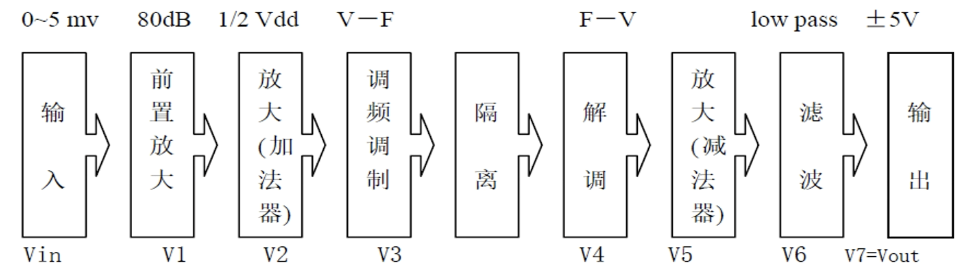 0~5 mv 80dB 1/2 Vdd V－F F－V low pass ±5V
输入
前置放大
放大(加法器)
调频调制
隔离
解调
放大(减法器)
滤波
输出
Vin V1 V2 V3 V4 V5 V6 V7=Vout